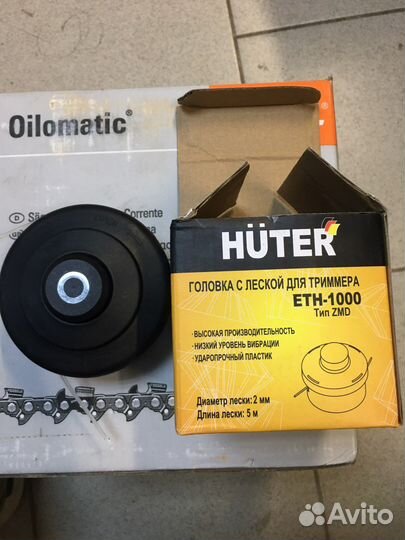 Oilomatic®
Corrente
HÜTER
ГОЛОВКА С ЛЕСКОЙ ДЛЯ ТРИММЕРА
ETH-1000
Тип ZMD
•ВЫСОКАЯ ПРОИЗВОДИТЕЛЬНОСТЬ
•НИЗКИЙ УРОВЕНЬ ВИБРАЦИИ
•УДАРОПРОЧНЫЙ ПЛАСТИК
Диаметр лески: 2 мм
Длина лески: 5 м
Avito